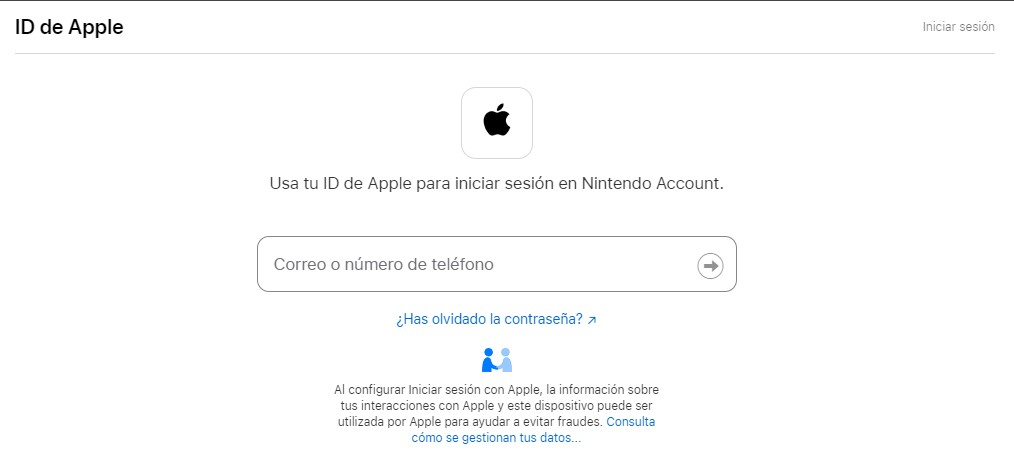 ID de Apple
Iniciar sesión
Usa tu ID de Apple para iniciar sesión en Nintendo Account.
Correo o número de teléfono
¿Has olvidado la contraseña? ↗
Al configurar Iniciar sesión con Apple, la información sobre
tus interacciones con Apple y este dispositivo puede ser
utilizada por Apple para ayudar a evitar fraudes. Consulta
cómo se gestionan tus datos...